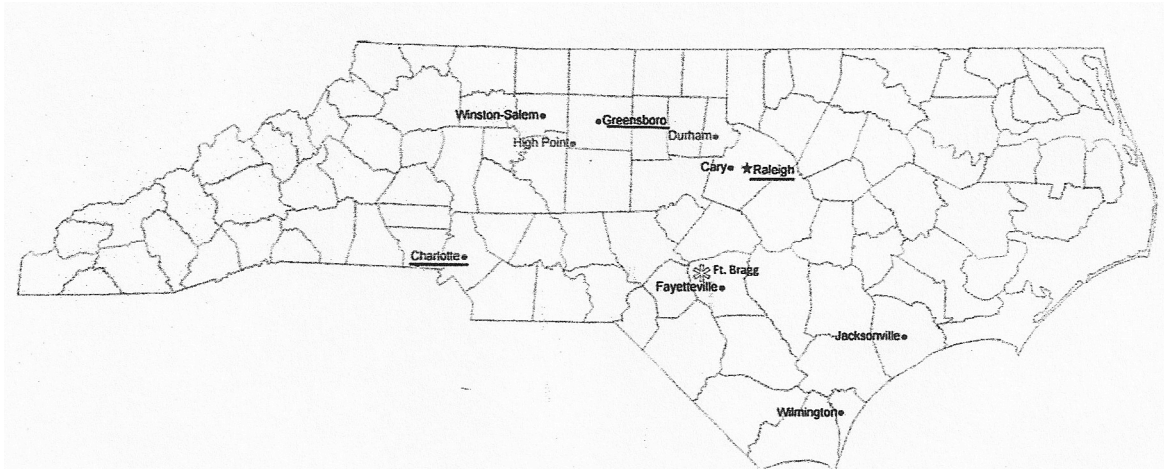 Winston-Salem
Greensboro
High Point
Durham
Cary
Raleigh
Charlotte
Ft. Bragg
Fayetteville
Jacksonville
Wilmington